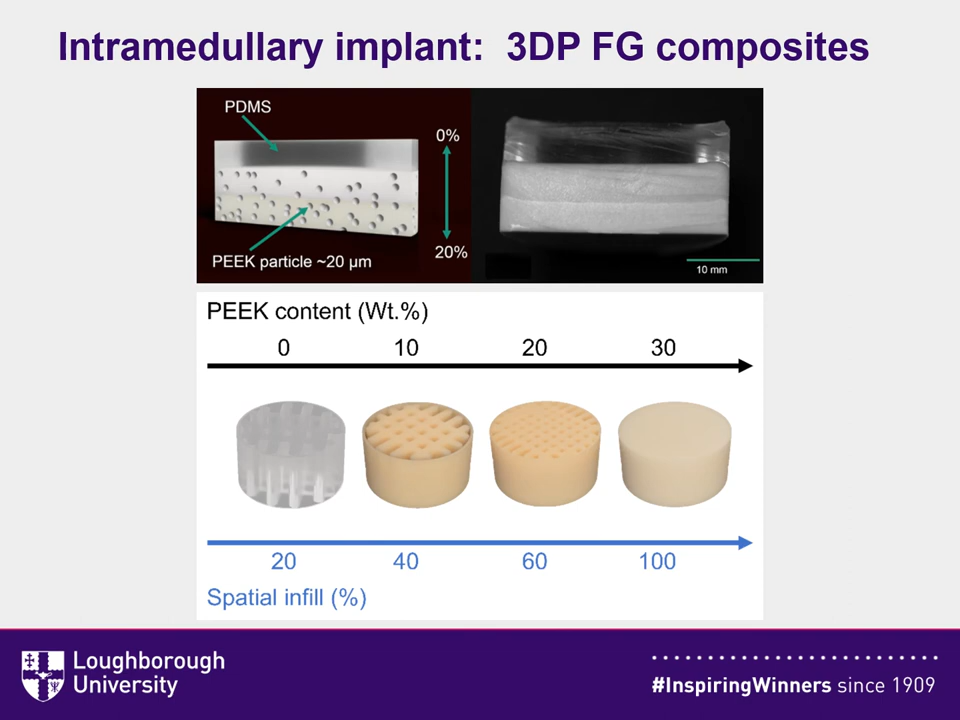 Intramedullary implant: 3DP FG composites
PDMS
0%
20%
PEEK particle ~20 µm
10 mm
PEEK content (Wt.%)
0 10 20 30
20 40 60 100
Spatial infill (%)
Loughborough
University
#InspiringWinners since 1909